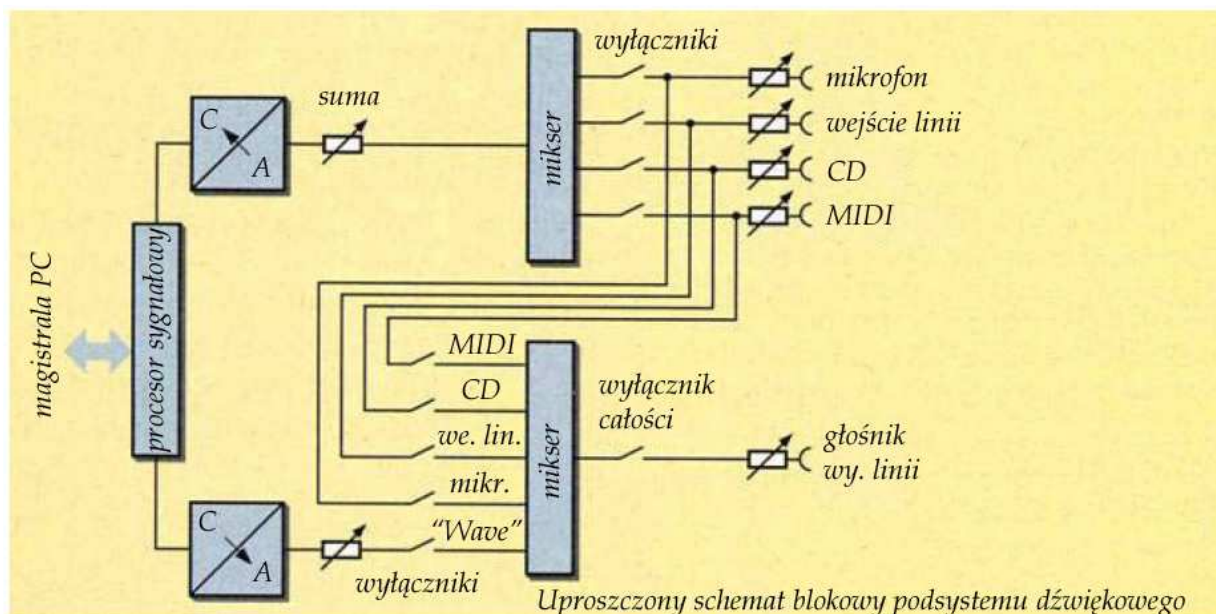 wyłączniki
suma
C
A
mikser
mikrofon
wejście linii
CD
MIDI
magistrala PC
procesor sygnałowy
MIDI
CD
we. lin.
mikr.
“Wave”
mikser
wyłącznik
całości
głośnik
wy. linii
C
A
wyłączniki
Uproszczony schemat blokowy podsystemu dźwiękowego